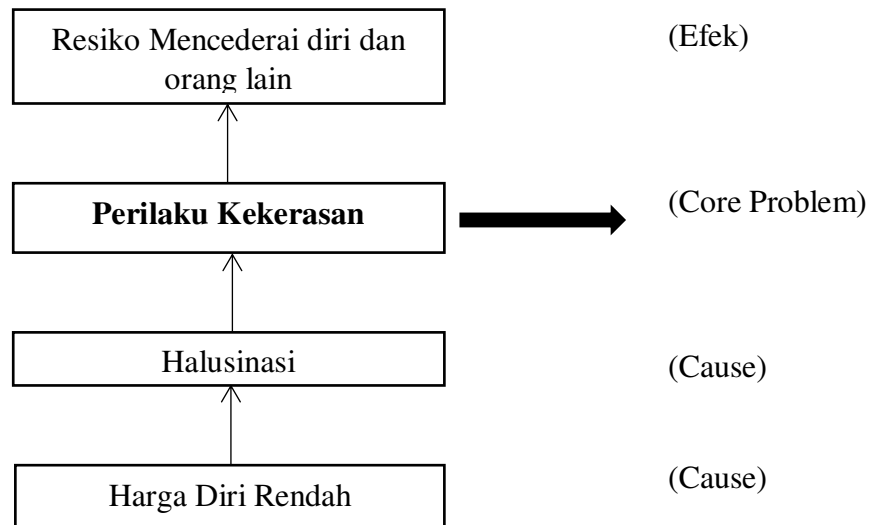 Resiko Mencederai diri dan
orang lain
(Efek)
Perilaku Kekerasan
(Core Problem)
Halusinasi
(Cause)
Harga Diri Rendah
(Cause)